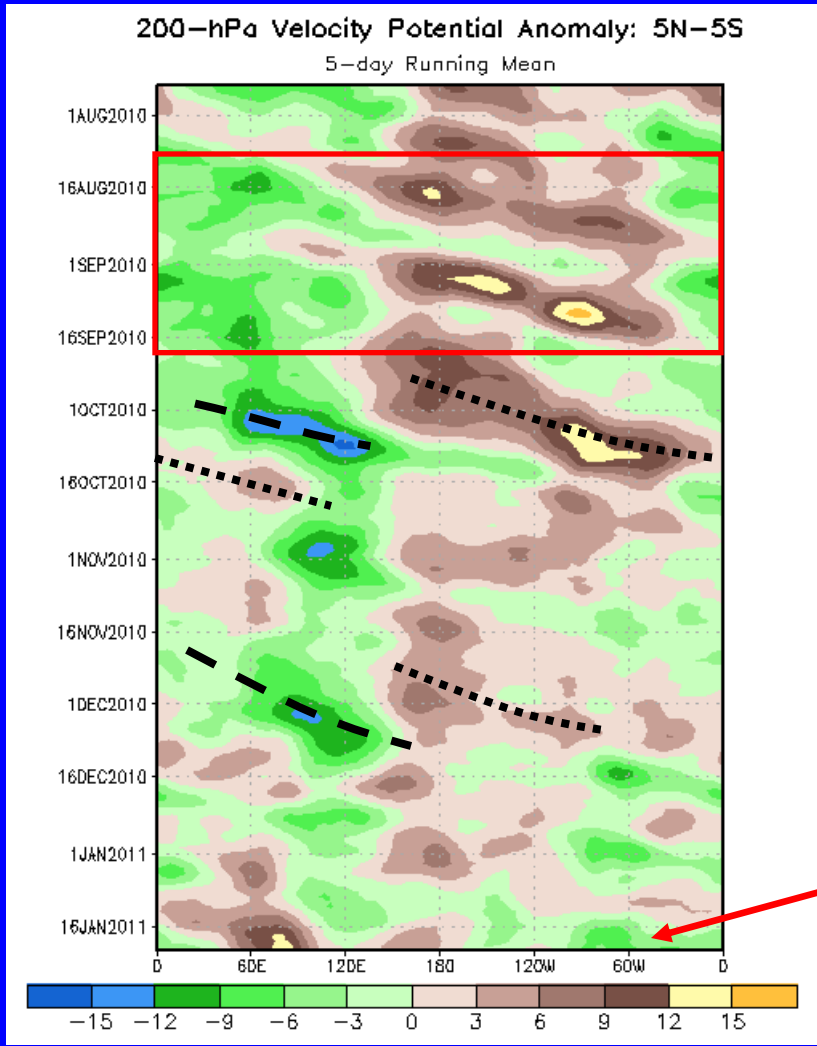 200-hPa Velocity Potential Anomaly: 5N-5S
5-day Running Mean
1AUG2010
16AUG2010
1SEP2010
16SEP2010
1OCT2010
16OCT2010
1NOV2010
16NOV2010
1DEC2010
16DEC2010
1JAN2011
16JAN2011
0 60E 120E 180 120W 60W 0
-15 -12 -9 -6 -3 0 3 6 9 12 15